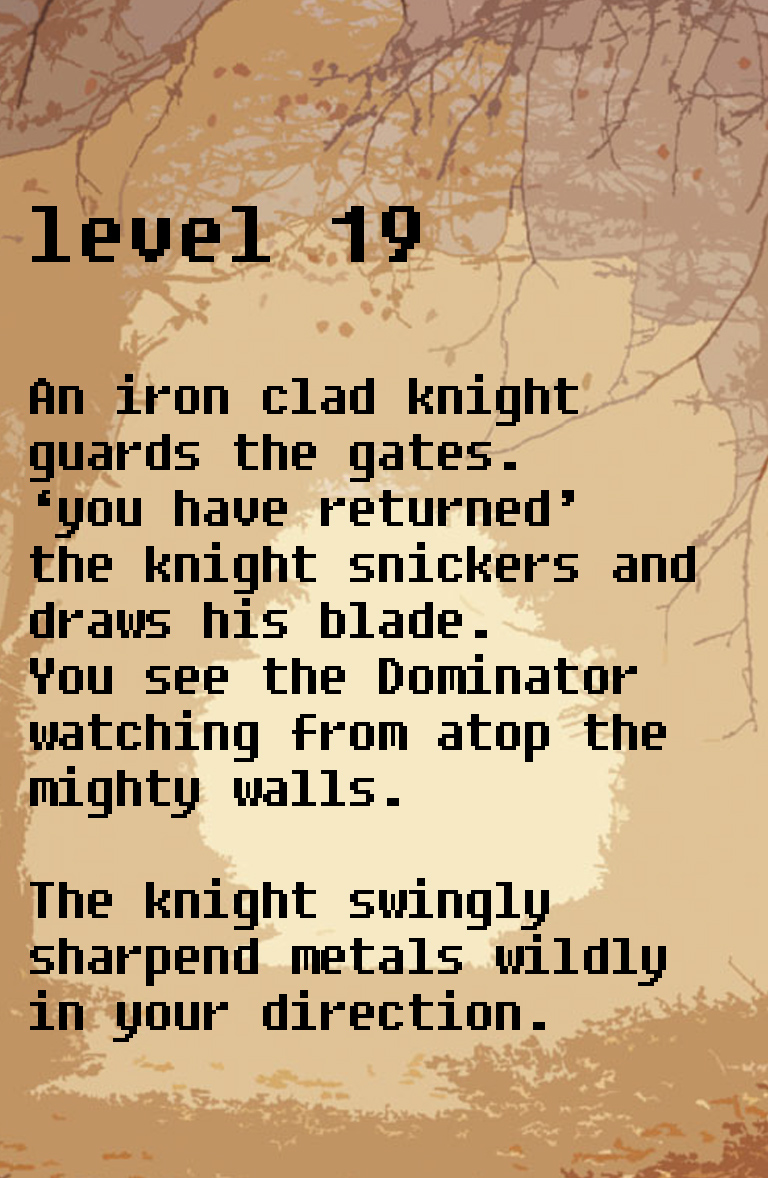 level 19
An iron clad knight
guards the gates.
‘you have returned’
the knight snickers and
draws his blade.
You see the Dominator
watching from atop the
mighty walls.
The knight swingly
sharpend metals wildly
in your direction.